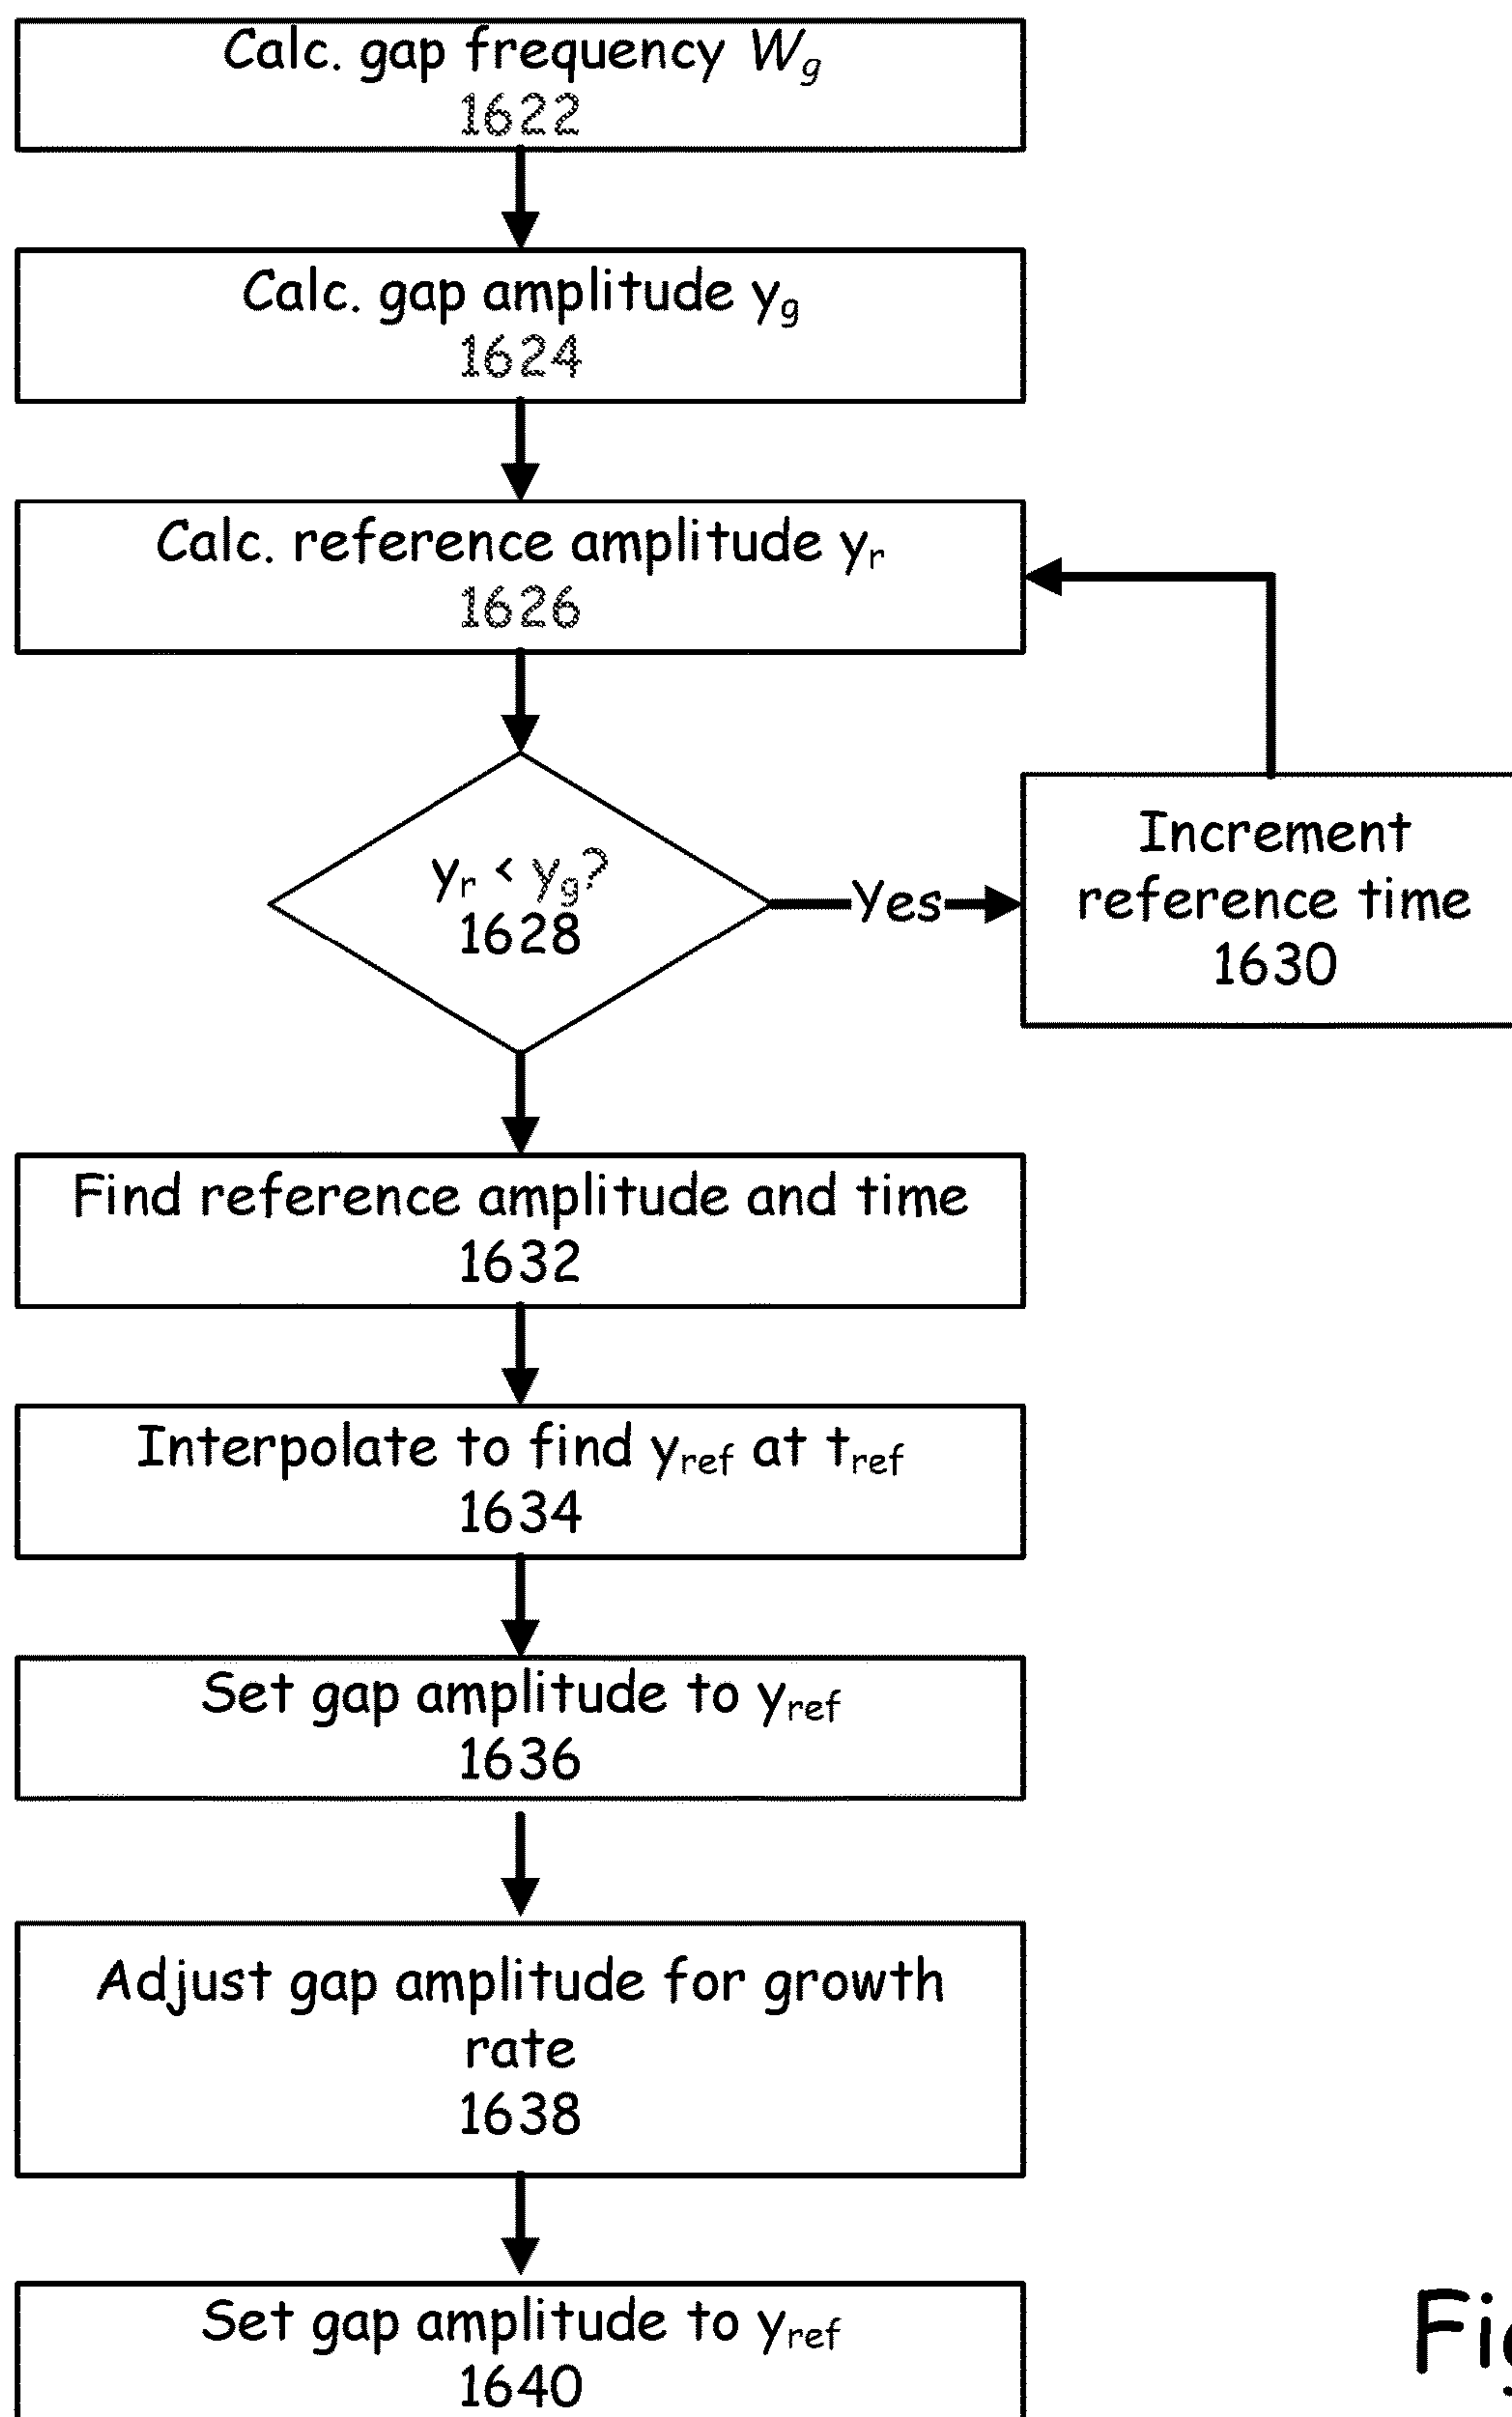 Calc. gap frequency Wg
1622
Calc. gap amplitude yg
1624
Calc. reference amplitude yr
1626
yr < yg?
1628
Yes
Increment
reference time
1630
Find reference amplitude and time
1632
Interpolate to find yref at tref
1634
Set gap amplitude to yref
1636
Adjust gap amplitude for growth
rate
1638
Set gap amplitude to yref
1640